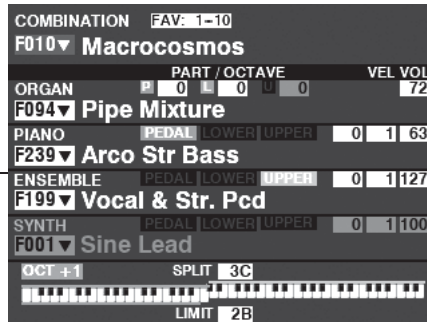 COMBINATION FAV: 1-10
F010▼ Macrocosmos
PART / OCTAVE VEL VOL
ORGAN P 0 L 0 U 0 72
F094▼ Pipe Mixture
PIANO PEDAL LOWER UPPER 0 1 63
F239▼ Arco Str Bass
ENSEMBLE PEDAL LOWER UPPER 0 1 127
F199▼ Vocal & Str. Pcd
SYNTH PEDAL LOWER UPPER 0 1 100
F001▼ Sine Lead
OCT +1 SPLIT 3C
LIMIT 2B